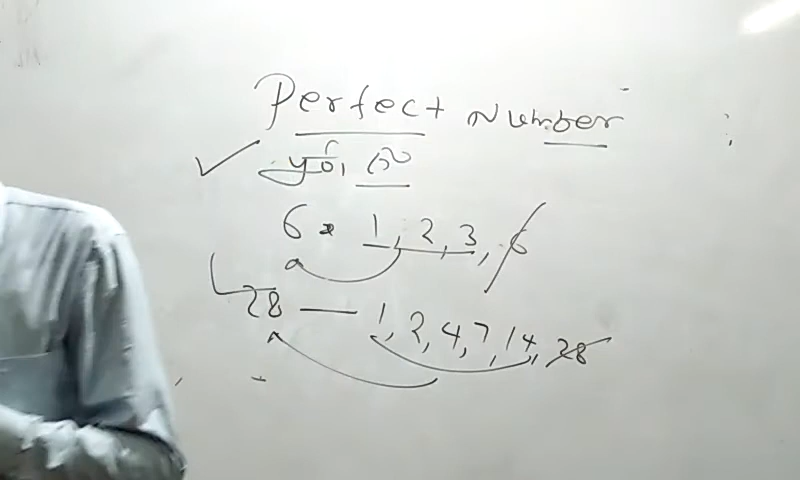 Perfect Number
6 1, 2, 3, 6
28 — 1, 2, 4, 7, 14, 28